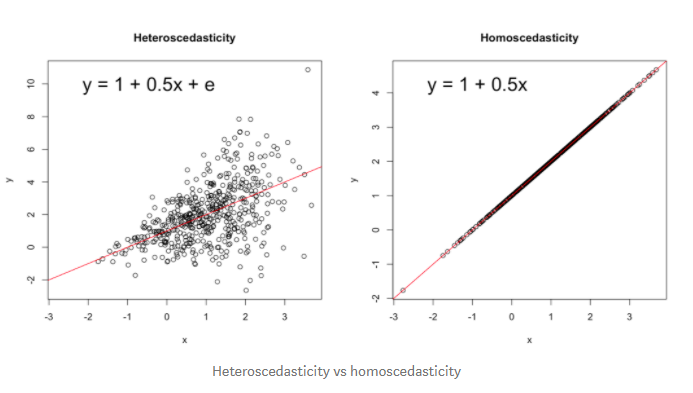 Heteroscedasticity
y = 1 + 0.5x + e
10
8
6
4
2
0
-2
-3 -2 -1 0 1 2 3
x
y
Homoscedasticity
y = 1 + 0.5x
4
3
2
1
0
-1
-2
-3 -2 -1 0 1 2 3
x
y
Heteroscedasticity vs homoscedasticity